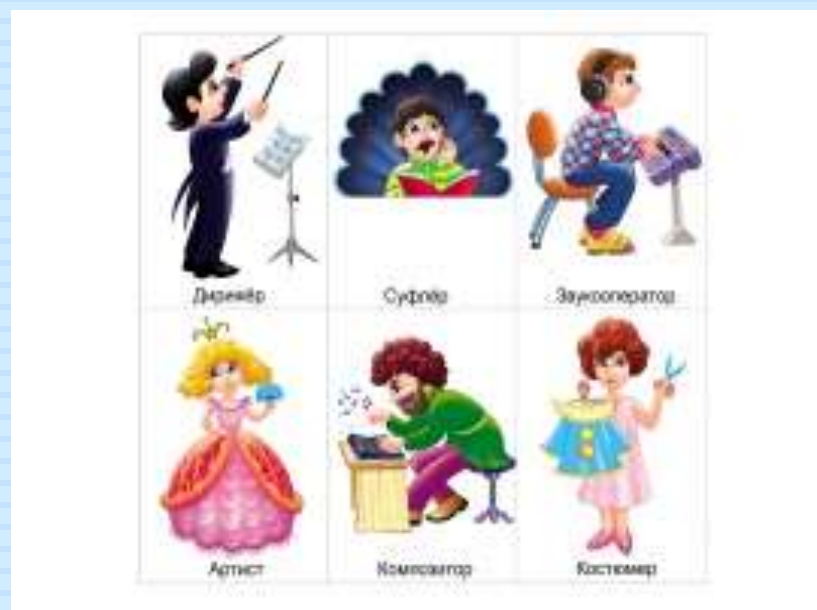 Дирижёр
Суфлёр
Звукооператор
Артист
Композитор
Костюмер